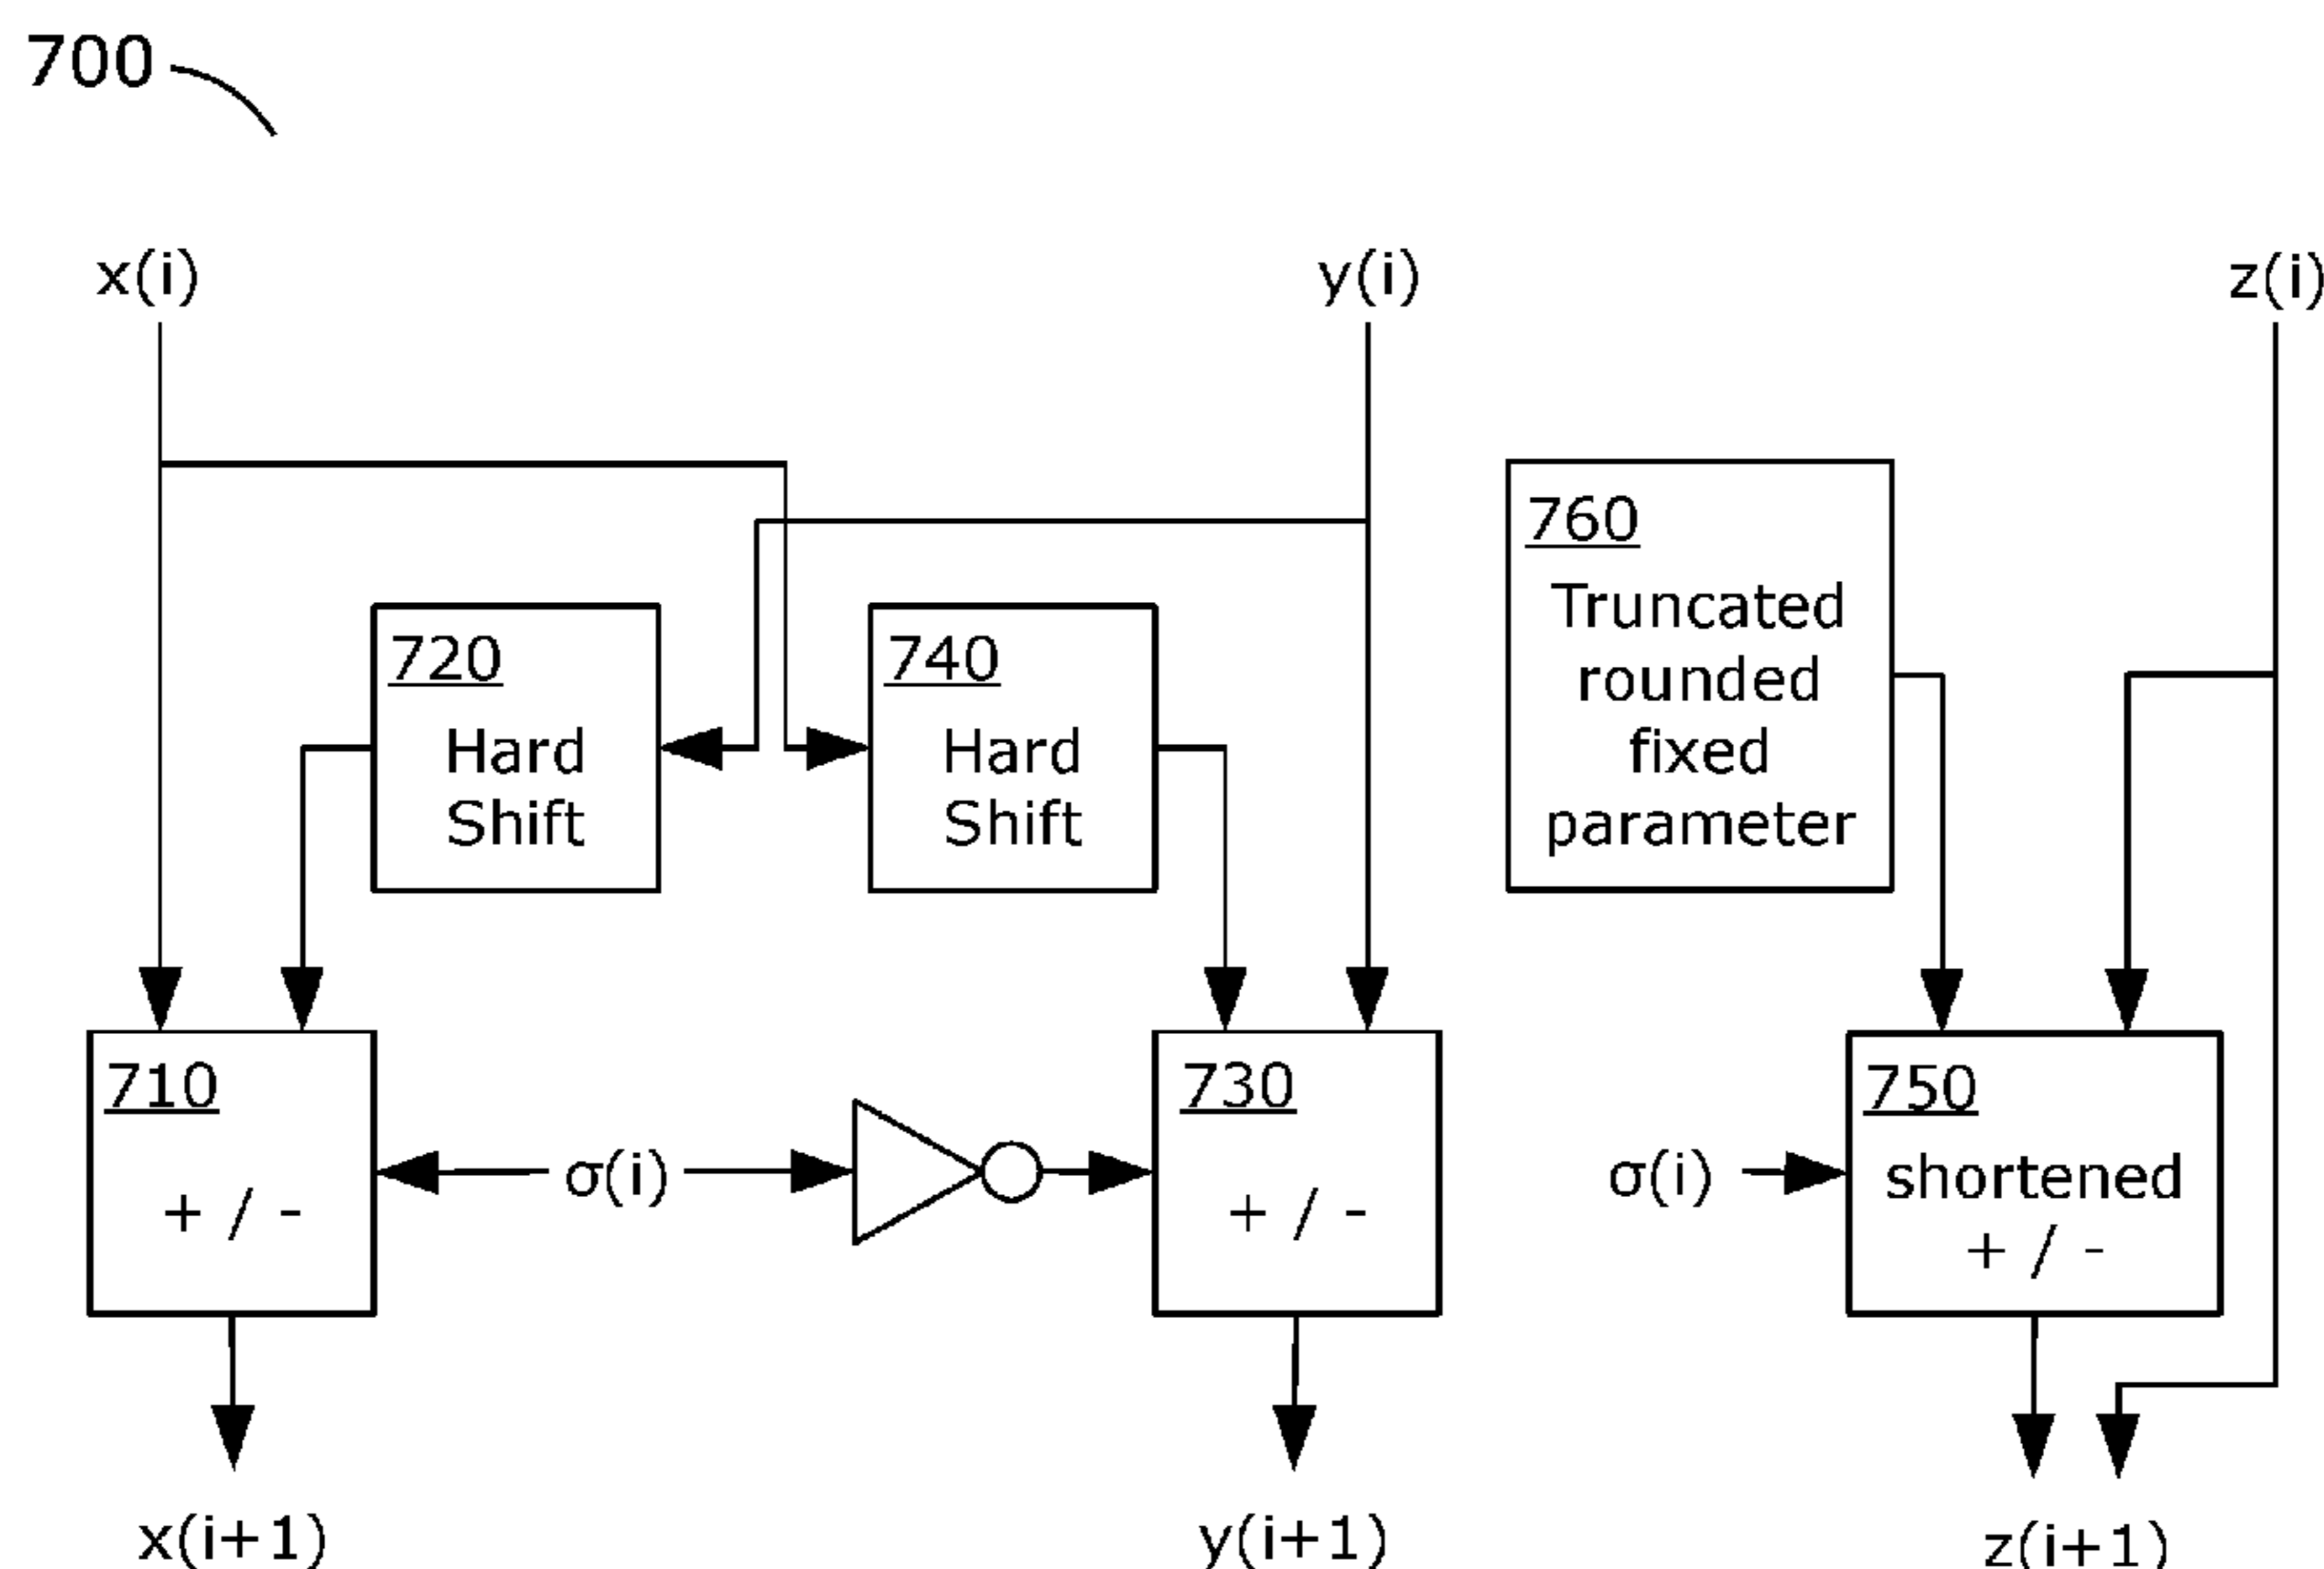 700
x(i)
y(i)
z(i)
760
Truncated
rounded
fixed
parameter
720
Hard
Shift
740
Hard
Shift
710
+ / -
σ(i)
730
+ / -
σ(i)
750
shortened
+ / -
x(i+1)
y(i+1)
z(i+1)